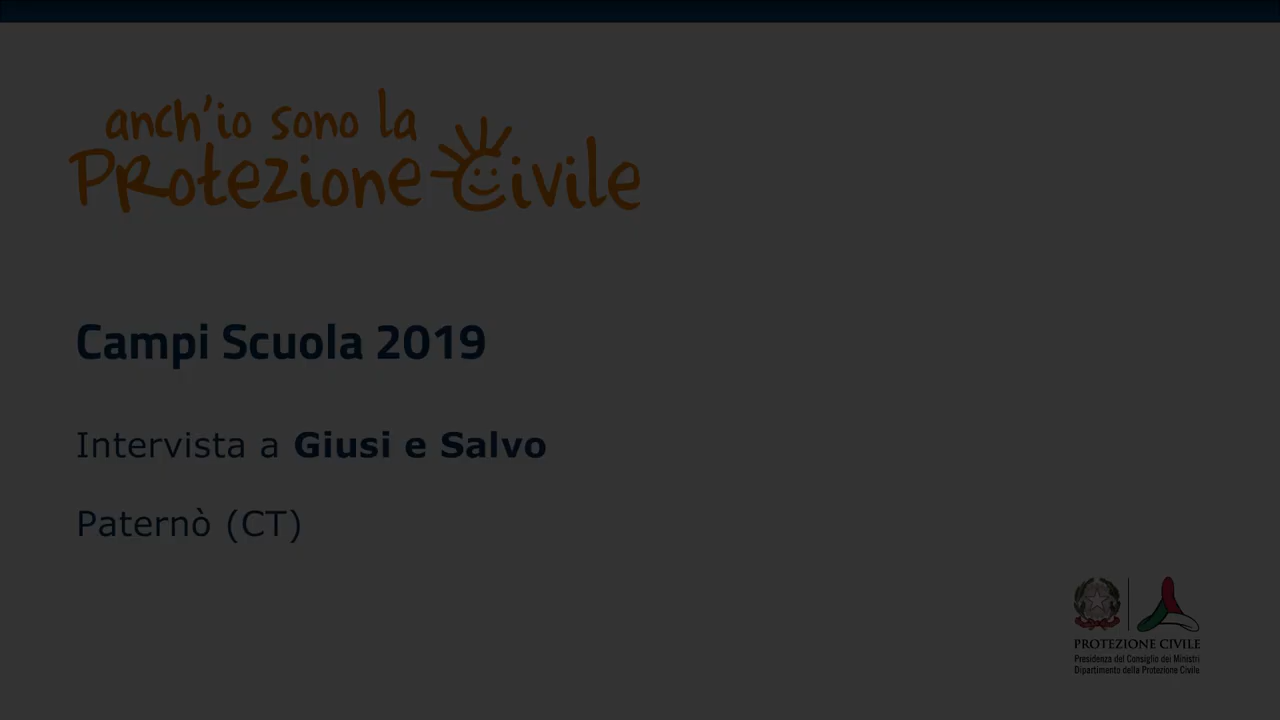 anch'io sono la
Protezione Civile
Campi Scuola 2019
Intervista a Giusi e Salvo
Paternò (CT)
PROTEZIONE CIVILE
Presidenza del Consiglio dei Ministri
Dipartimento della Protezione Civile